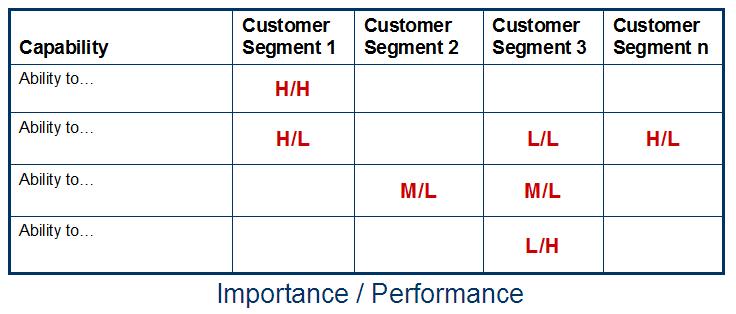 Capability Customer Segment 1 Customer Segment 2 Customer Segment 3 Customer Segment n
Ability to… H/H
Ability to… H/L L/L H/L
Ability to… M/L M/L
Ability to… L/H
Importance / Performance